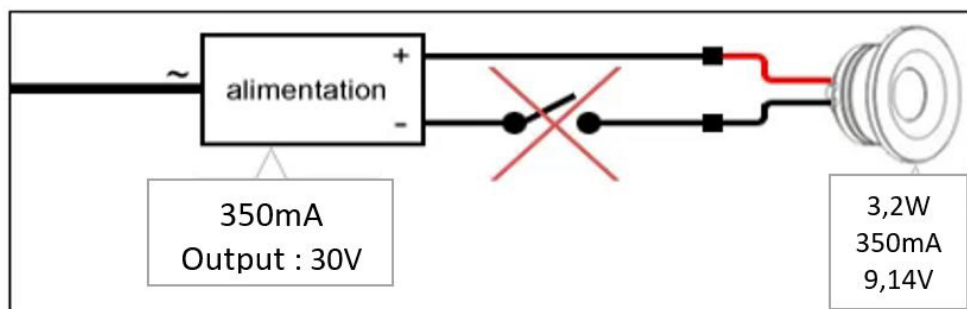 ~
alimentation
+
-
350mA
Output : 30V
3,2W
350mA
9,14V